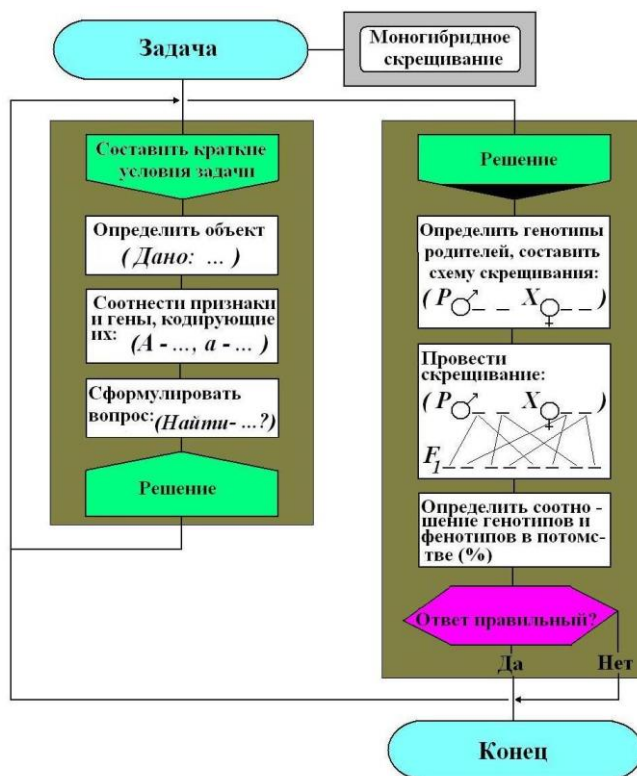 Задача
Моногибридное
скрещивание
Составить краткие
условия задачи
Определить объект
( Дано: ... )
Соотнести признаки
и гены, кодирующие
их: (А - ..., а - ... )
Сформулировать
вопрос: (Найти- ...?)
Решение
Решение
Определить генотипы
родителей, составить
схему скрещивания:
( P ♂ _ _ X ♀ _ _ )
Провести
скрещивание:
( P ♂ _ _ X ♀ _ _ )
F1 _ _ _ _ _ _ _ _
Определить соотно -
шение генотипов и
фенотипов в потомс-
тве (%)
Ответ правильный?
Да Нет
Конец